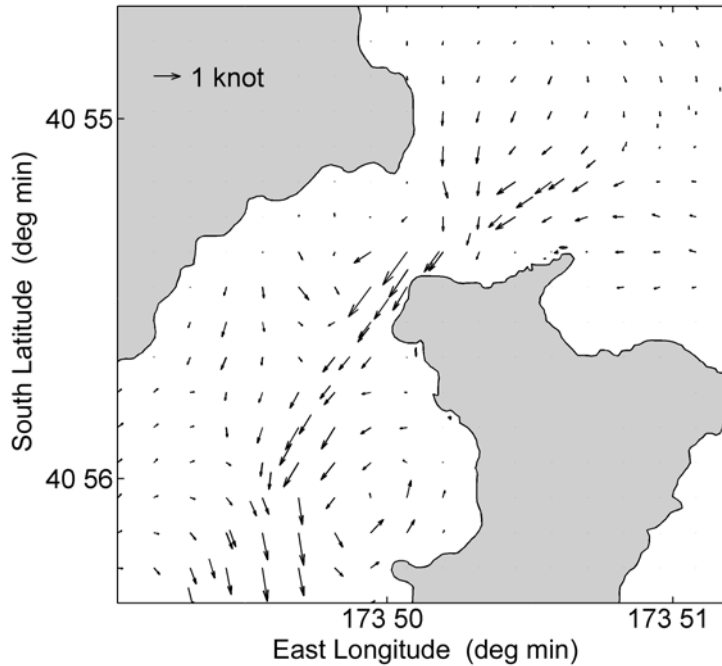 1 knot
40 55
South Latitude (deg min)
40 56
173 50
173 51
East Longitude (deg min)